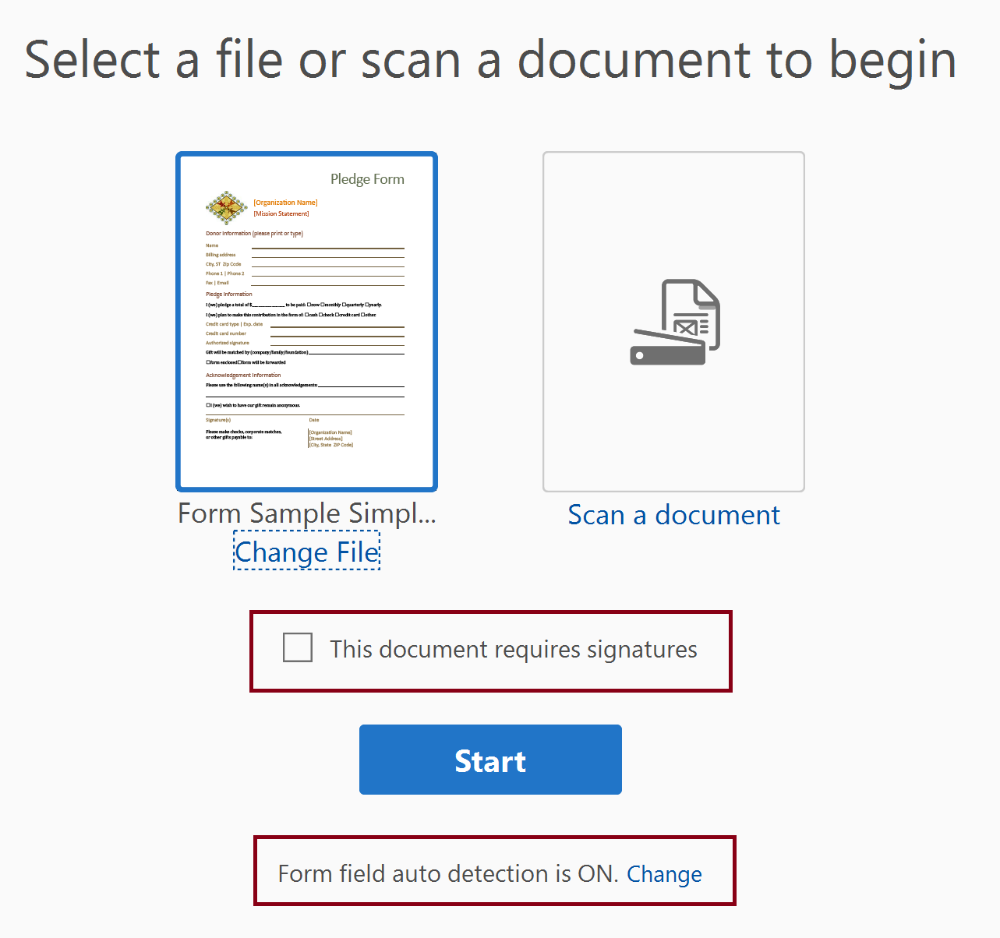 Select a file or scan a document to begin
Pledge Form
[Organization Name]
[Mission Statement]
Donor Information (please print or type)
Name
Billing address
City, ST Zip Code
Phone 1 | Phone 2
Fax | Email
Pledge Information
I (we) pledge a total of $____________ to be paid: ☐now ☐monthly ☐quarterly ☐yearly.
I (we) plan to make this contribution in the form of: ☐cash ☐check ☐credit card ☐other.
Credit card type | Exp. date
Credit card number
Authorized signature
Gift will be matched by (company/family/foundation)
☐form enclosed ☐form will be forwarded
Acknowledgement Information
Please use the following name(s) in all acknowledgements:
☐I (we) wish to have our gift remain anonymous.
Signature(s) Date
Please make checks, corporate matches,
or other gifts payable to:
[Organization Name]
[Street Address]
[City, State ZIP Code]
Form Sample Simpl...
Change File
Scan a document
This document requires signatures
Start
Form field auto detection is ON. Change